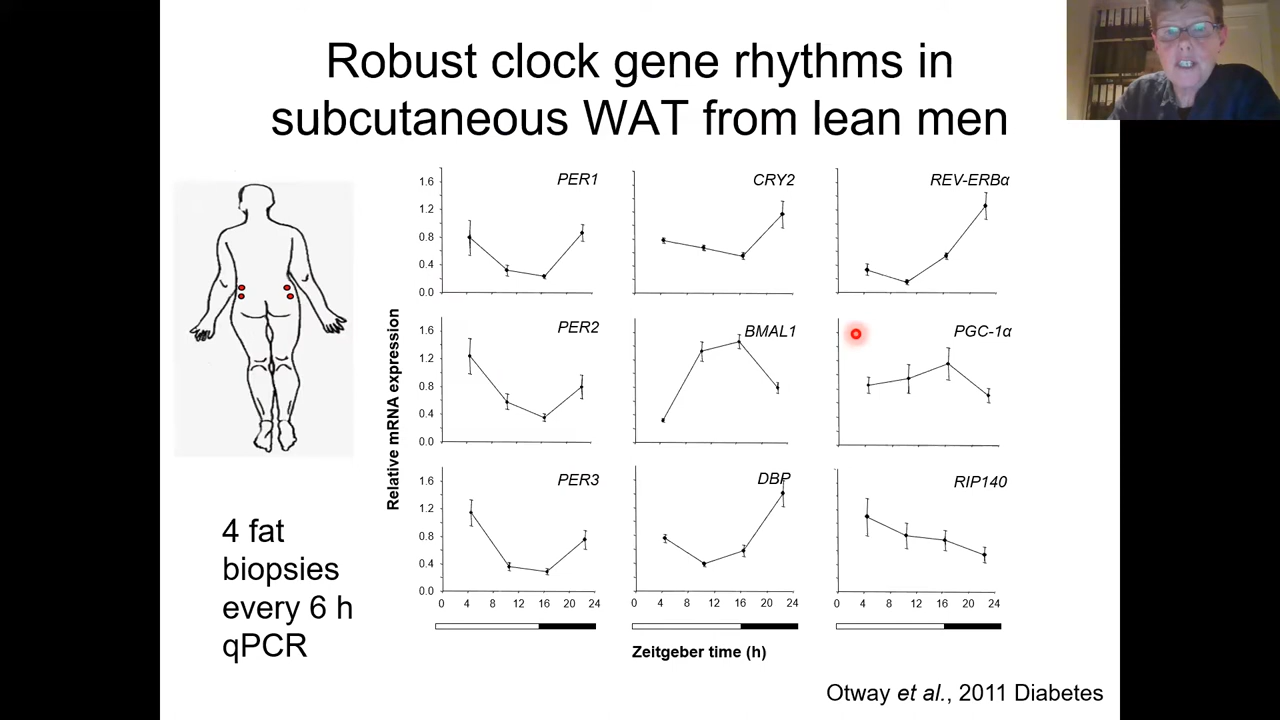 Robust clock gene rhythms in
subcutaneous WAT from lean men
PER1
CRY2
REV-ERBα
1.6
1.2
0.8
0.4
0.0
PER2
BMAL1
PGC-1α
1.6
1.2
0.8
0.4
0.0
PER3
DBP
RIP140
1.6
1.2
0.8
0.4
0.0
0 4 8 12 16 20 24
0 4 8 12 16 20 24
0 4 8 12 16 20 24
Relative mRNA expression
Zeitgeber time (h)
4 fat
biopsies
every 6 h
qPCR
Otway et al., 2011 Diabetes